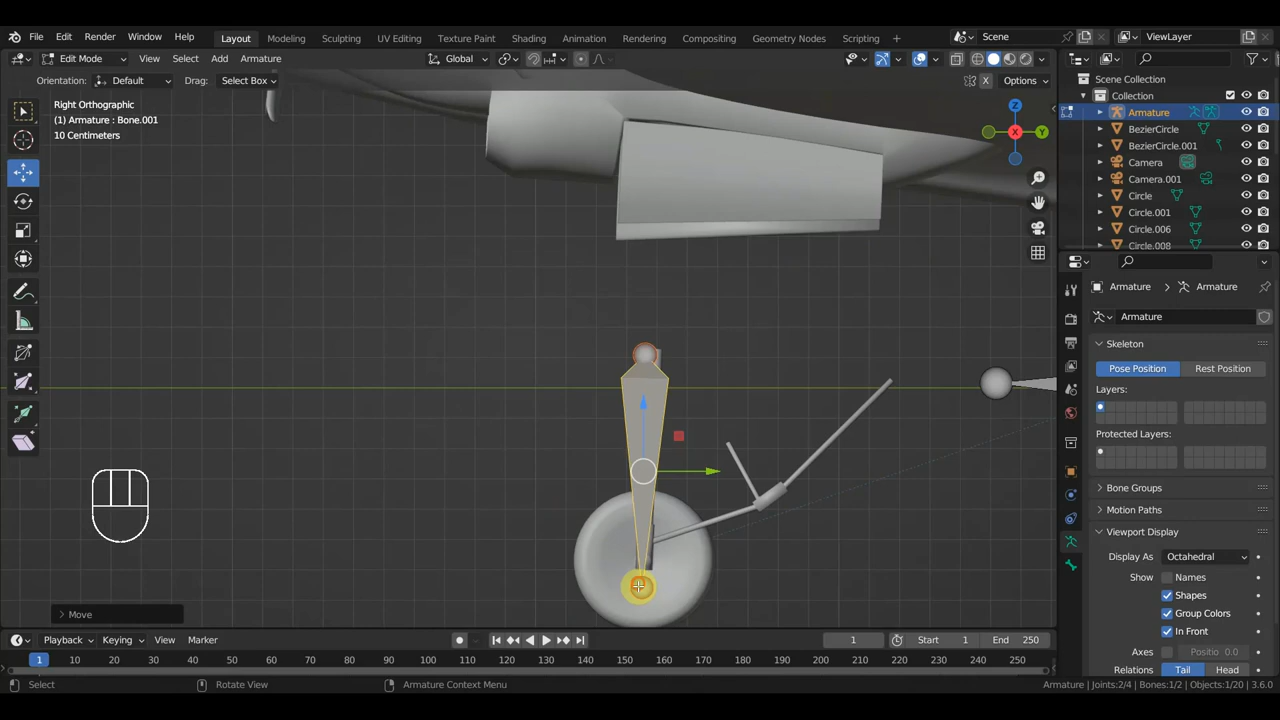 File Edit Render Window Help Layout Modeling Sculpting UV Editing Texture Paint Shading Animation Rendering Compositing Geometry Nodes Scripting + Scene ViewLayer
Edit Mode View Select Add Armature Global
Orientation: Default Drag: Select Box X Options
Right Orthographic
(1) Armature : Bone.001
10 Centimeters
Z
Y
X
Scene Collection
Collection
Armature
BezierCircle
BezierCircle.001
Camera
Camera.001
Circle
Circle.001
Circle.006
Circle.008
Armature > Armature
Armature
Skeleton
Pose Position Rest Position
Layers:
Protected Layers:
Bone Groups
Motion Paths
Viewport Display
Display As Octahedral
Show Names
Shapes
Group Colors
In Front
Axes Positio 0.0
Relations Tail Head
> Move
Playback Keying View Marker 1 Start 1 End 250
1 10 20 30 40 50 60 70 80 90 100 110 120 130 140 150 160 170 180 190 200 210 220 230 240 250
Select Rotate View Armature Context Menu Armature | Joints:2/4 | Bones:1/2 | Objects:1/20 | 3.6.0